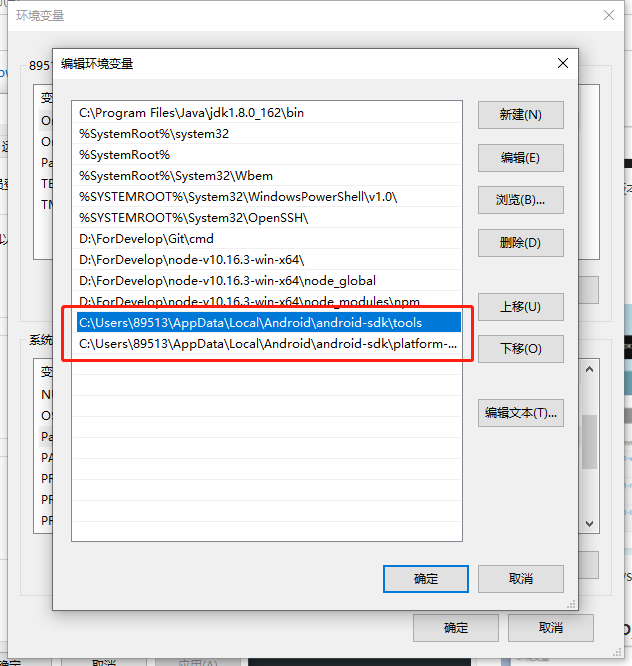 环境变量
编辑环境变量
8951
C:\Program Files\Java\jdk1.8.0_162\bin
%SystemRoot%\system32
%SystemRoot%
%SystemRoot%\System32\Wbem
%SYSTEMROOT%\System32\WindowsPowerShell\v1.0\
%SYSTEMROOT%\System32\OpenSSH\
D:\ForDevelop\Git\cmd
D:\ForDevelop\node-v10.16.3-win-x64\
D:\ForDevelop\node-v10.16.3-win-x64\node_global
D:\ForDevelop\node-v10.16.3-win-x64\node_modules\npm
C:\Users\89513\AppData\Local\Android\android-sdk\tools
C:\Users\89513\AppData\Local\Android\android-sdk\platform-...
新建(N)
编辑(E)
浏览(B)...
删除(D)
上移(U)
下移(O)
编辑文本(T)...
变
On
Pa
TE
TM
系统
变
NU
OS
Pa
PA
PR
PR
PR
确定
取消
确定
取消
确定
取消
应用(A)